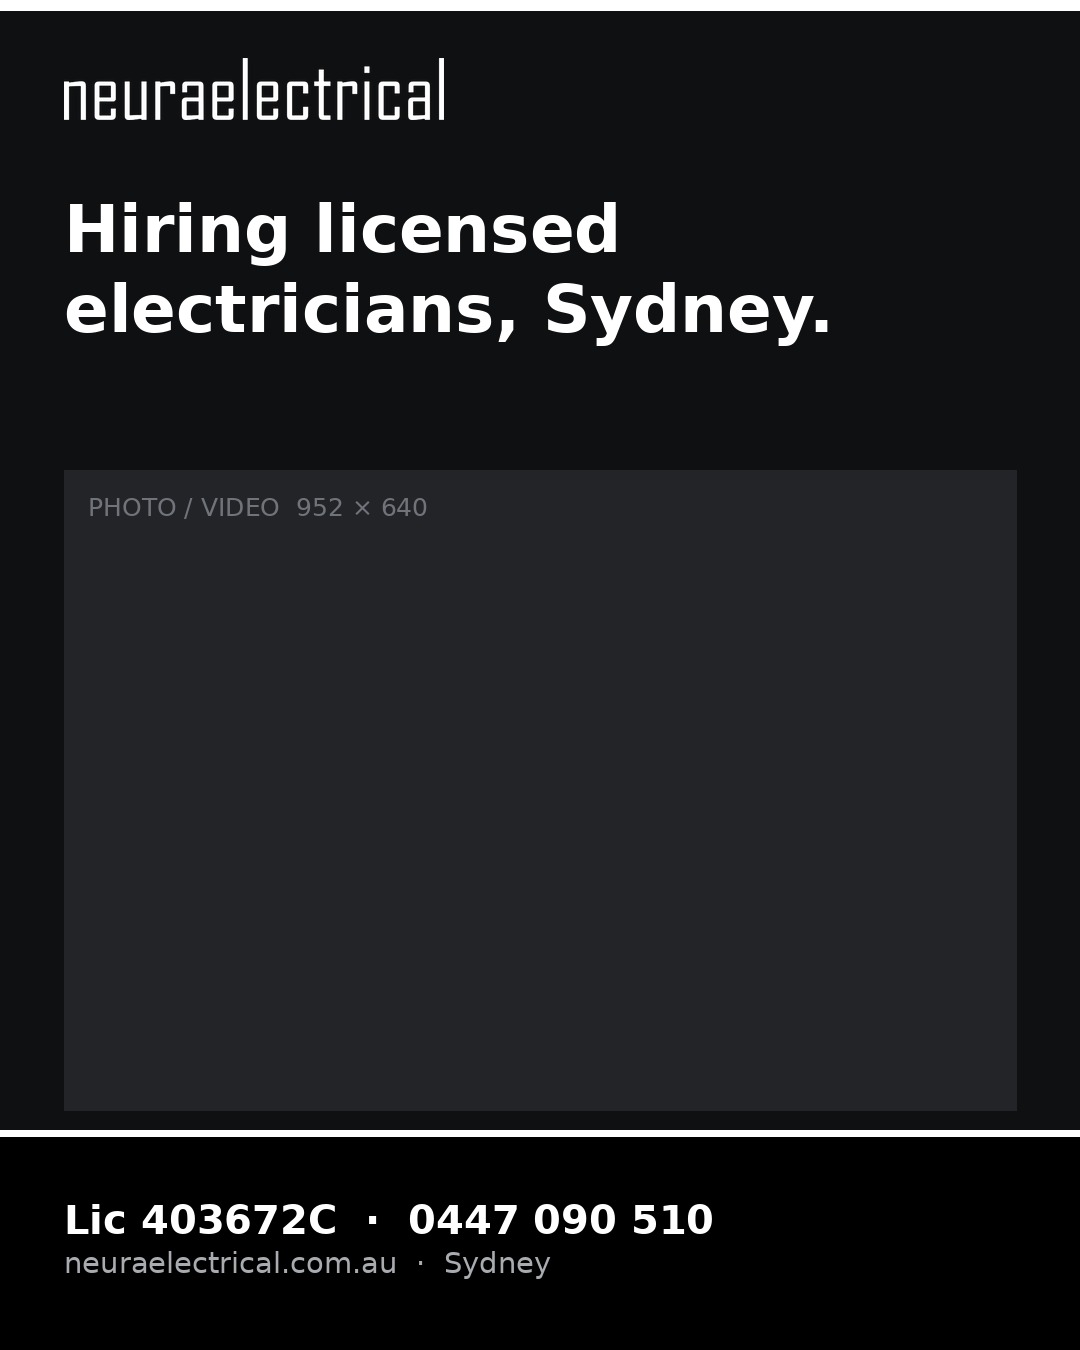 neuraelectrical
Hiring licensed
electricians, Sydney.
PHOTO / VIDEO 952 × 640
Lic 403672C · 0447 090 510
neuraelectrical.com.au · Sydney